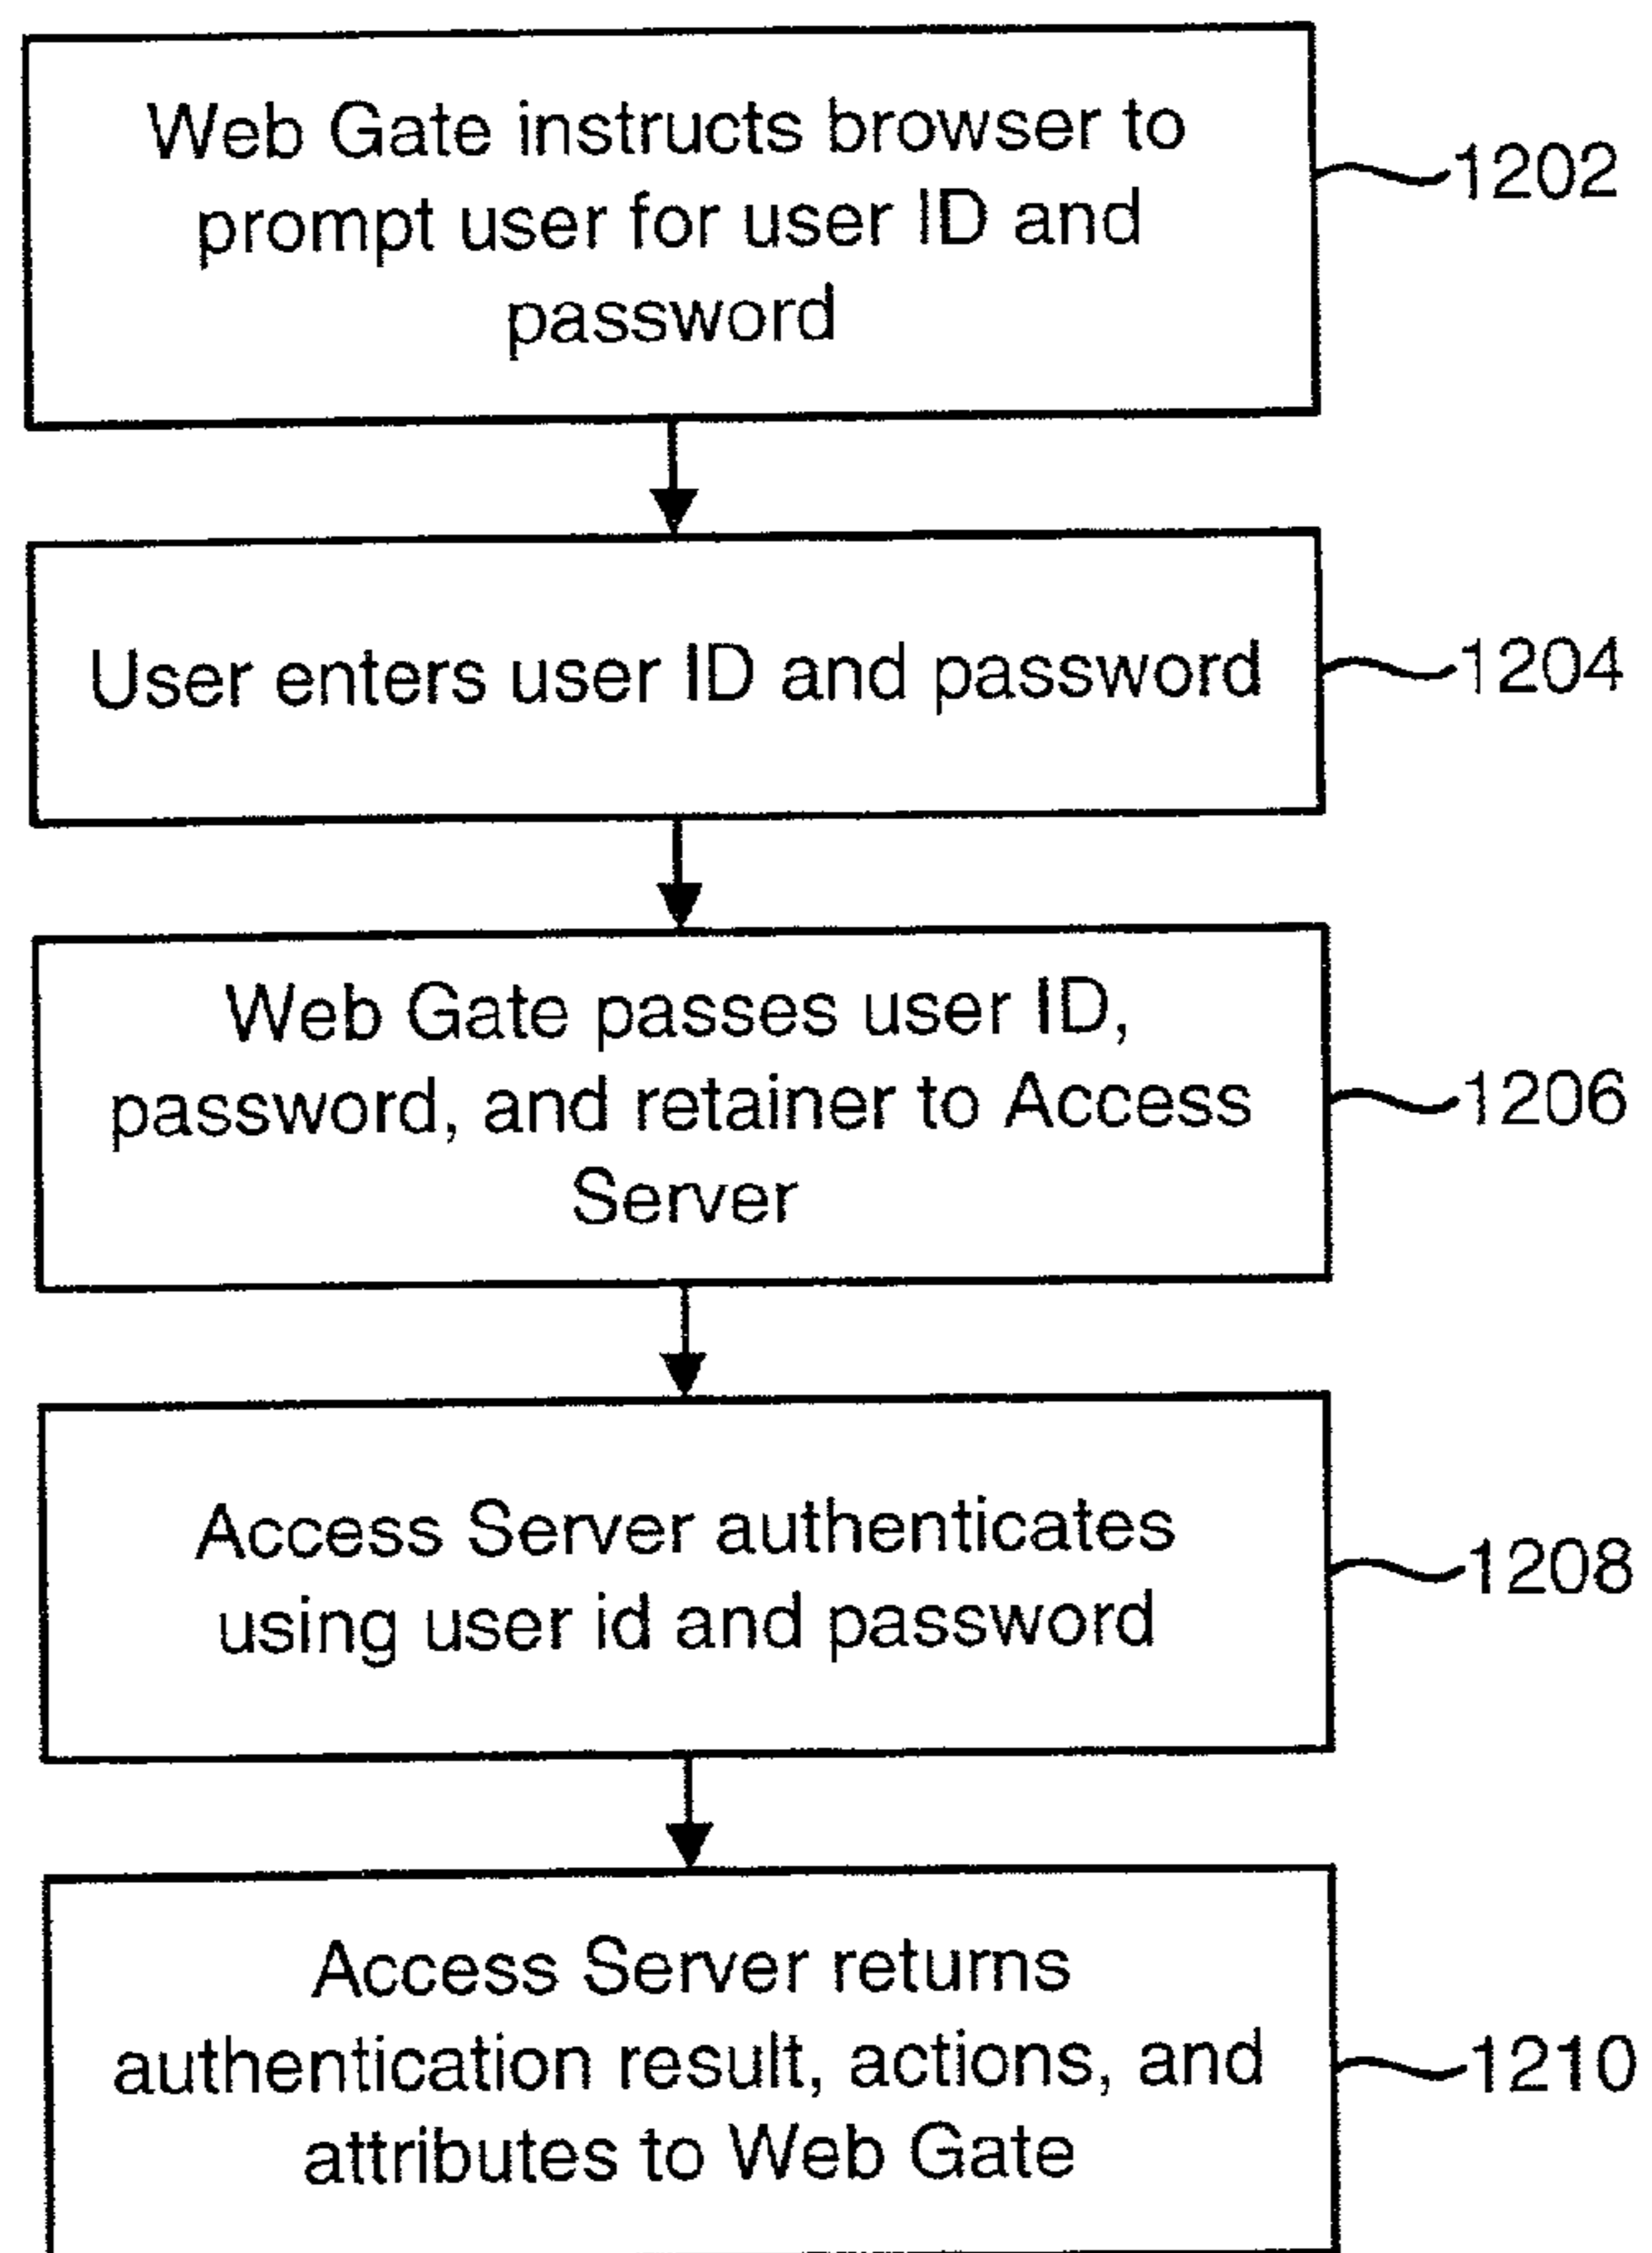 Web Gate instructs browser to
prompt user for user ID and
password
1202
User enters user ID and password
1204
Web Gate passes user ID,
password, and retainer to Access
Server
1206
Access Server authenticates
using user id and password
1208
Access Server returns
authentication result, actions, and
attributes to Web Gate
1210